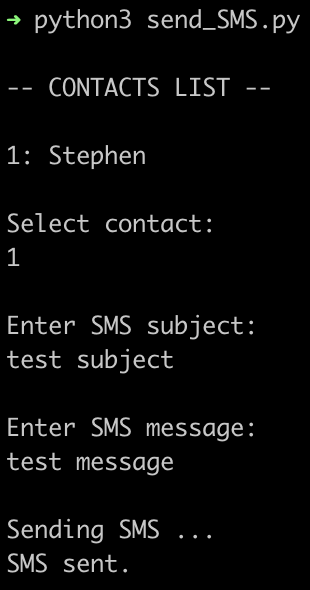 ➜ python3 send_SMS.py
-- CONTACTS LIST --
1: Stephen
Select contact:
1
Enter SMS subject:
test subject
Enter SMS message:
test message
Sending SMS ...
SMS sent.